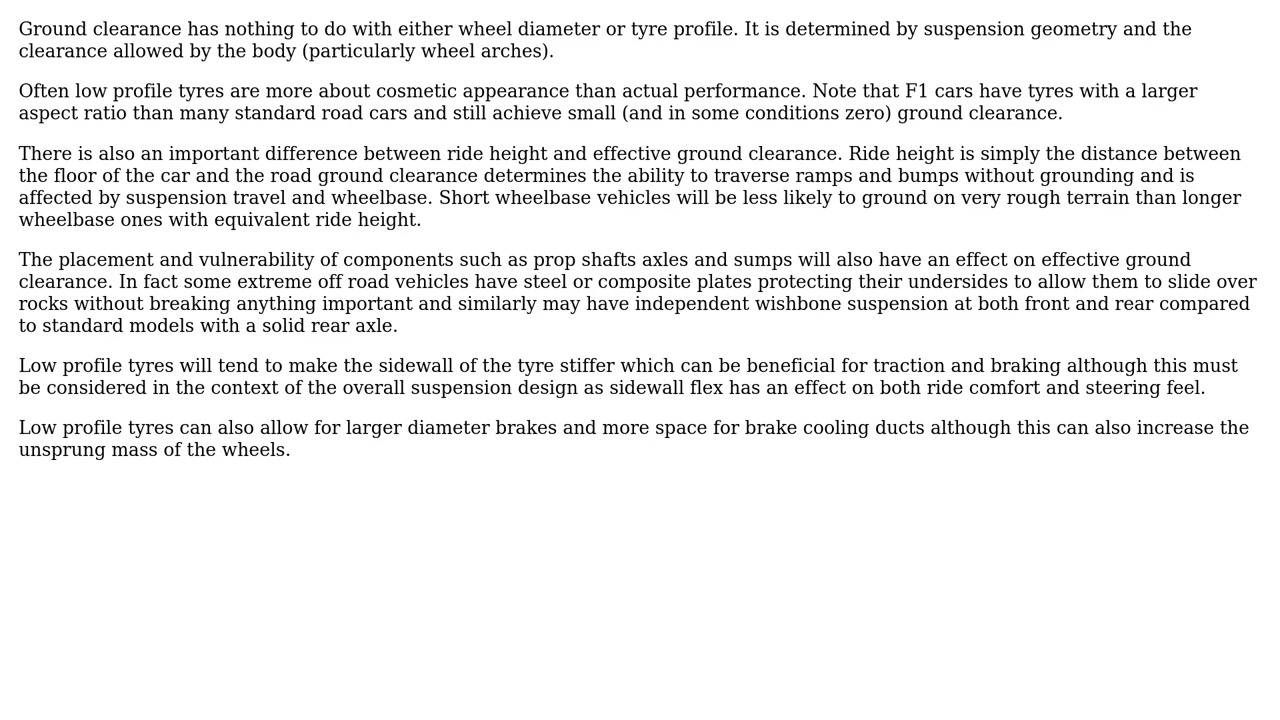 Ground clearance has nothing to do with either wheel diameter or tyre profile. It is determined by suspension geometry and the
clearance allowed by the body (particularly wheel arches).
Often low profile tyres are more about cosmetic appearance than actual performance. Note that F1 cars have tyres with a larger
aspect ratio than many standard road cars and still achieve small (and in some conditions zero) ground clearance.
There is also an important difference between ride height and effective ground clearance. Ride height is simply the distance between
the floor of the car and the road ground clearance determines the ability to traverse ramps and bumps without grounding and is
affected by suspension travel and wheelbase. Short wheelbase vehicles will be less likely to ground on very rough terrain than longer
wheelbase ones with equivalent ride height.
The placement and vulnerability of components such as prop shafts axles and sumps will also have an effect on effective ground
clearance. In fact some extreme off road vehicles have steel or composite plates protecting their undersides to allow them to slide over
rocks without breaking anything important and similarly may have independent wishbone suspension at both front and rear compared
to standard models with a solid rear axle.
Low profile tyres will tend to make the sidewall of the tyre stiffer which can be beneficial for traction and braking although this must
be considered in the context of the overall suspension design as sidewall flex has an effect on both ride comfort and steering feel.
Low profile tyres can also allow for larger diameter brakes and more space for brake cooling ducts although this can also increase the
unsprung mass of the wheels.